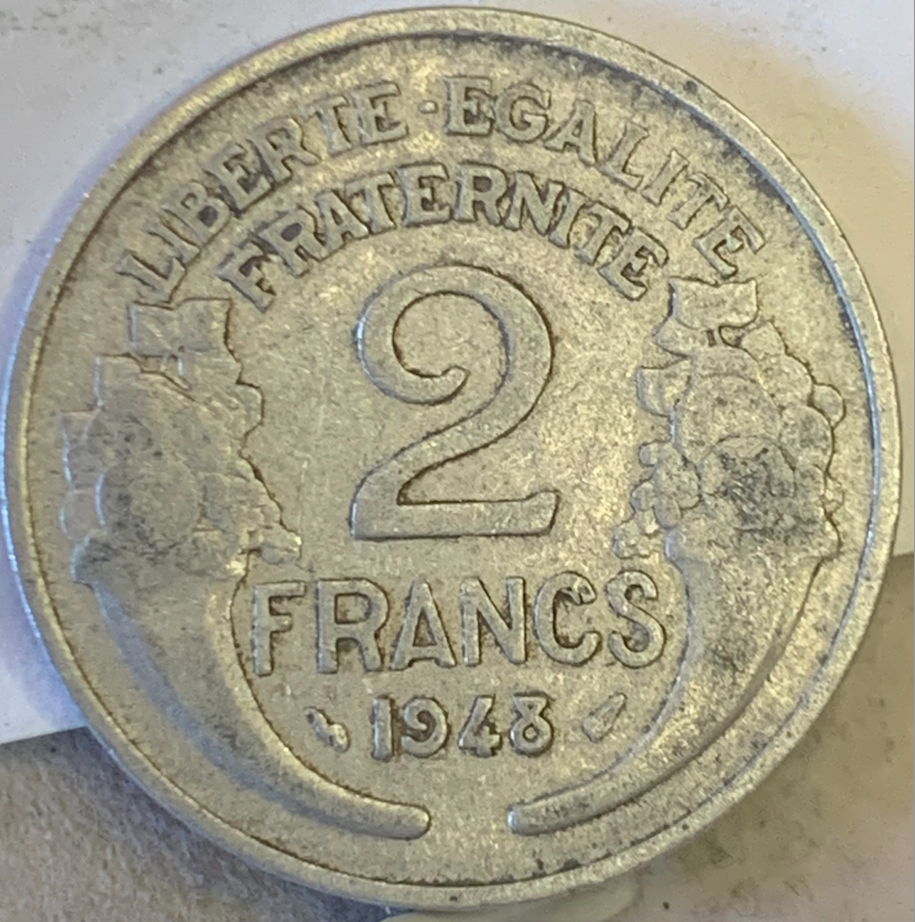 LIBERTE · EGALITE
FRATERNITE
2
FRANCS
1948